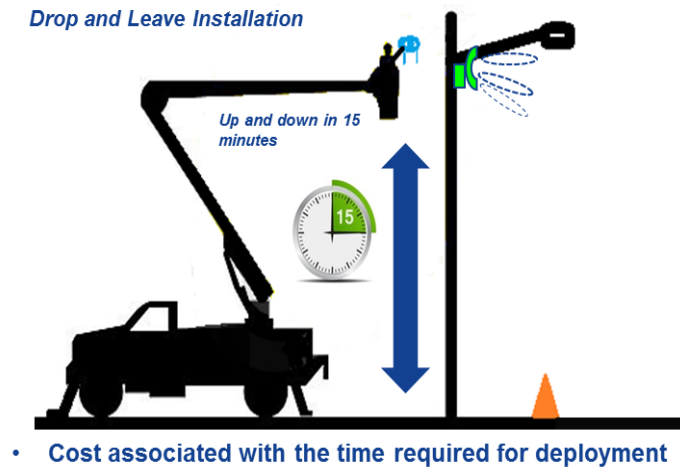 Drop and Leave Installation
Up and down in 15
minutes
15
• Cost associated with the time required for deployment